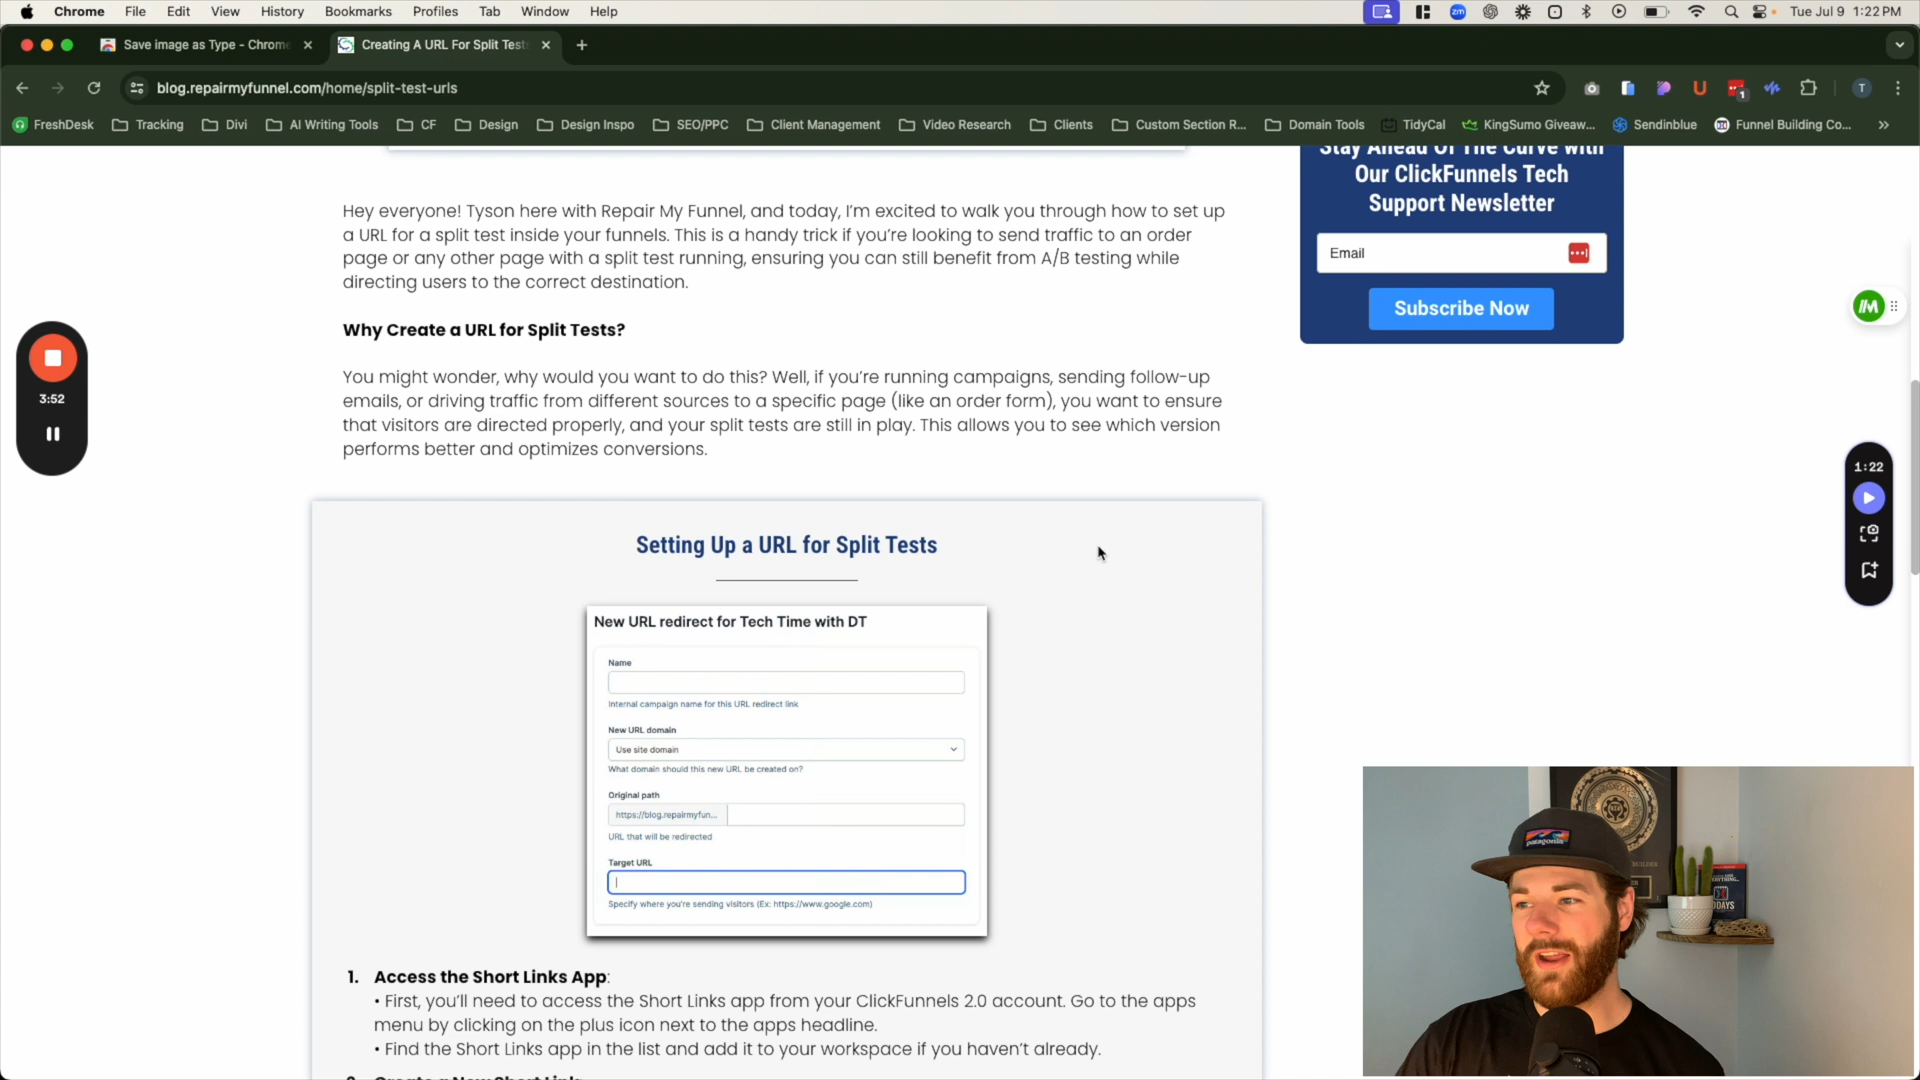 Chrome File Edit View History Bookmarks Profiles Tab Window Help
zm
Tue Jul 9 1:22 PM
Save image as Type - Chrome
Creating A URL For Split Test
blog.repairmyfunnel.com/home/split-test-urls
1
T
FreshDesk Tracking Divi AI Writing Tools CF Design Design Inspo SEO/PPC Client Management Video Research Clients Custom Section R... Domain Tools TidyCal KingSumo Giveaw... Sendinblue Funnel Building Co...
Stay Ahead Of The Curve with
Our ClickFunnels Tech
Support Newsletter
Email
Subscribe Now
Hey everyone! Tyson here with Repair My Funnel, and today, I'm excited to walk you through how to set up
a URL for a split test inside your funnels. This is a handy trick if you're looking to send traffic to an order
page or any other page with a split test running, ensuring you can still benefit from A/B testing while
directing users to the correct destination.
Why Create a URL for Split Tests?
You might wonder, why would you want to do this? Well, if you're running campaigns, sending follow-up
emails, or driving traffic from different sources to a specific page (like an order form), you want to ensure
that visitors are directed properly, and your split tests are still in play. This allows you to see which version
performs better and optimizes conversions.
3:52
1:22
Setting Up a URL for Split Tests
New URL redirect for Tech Time with DT
Name
Internal campaign name for this URL redirect link
New URL domain
Use site domain
What domain should this new URL be created on?
Original path
https://blog.repairmyfun...
URL that will be redirected
Target URL
Specify where you're sending visitors (Ex: https://www.google.com)
1. Access the Short Links App:
• First, you'll need to access the Short Links app from your ClickFunnels 2.0 account. Go to the apps
menu by clicking on the plus icon next to the apps headline.
• Find the Short Links app in the list and add it to your workspace if you haven't already.
patagonia